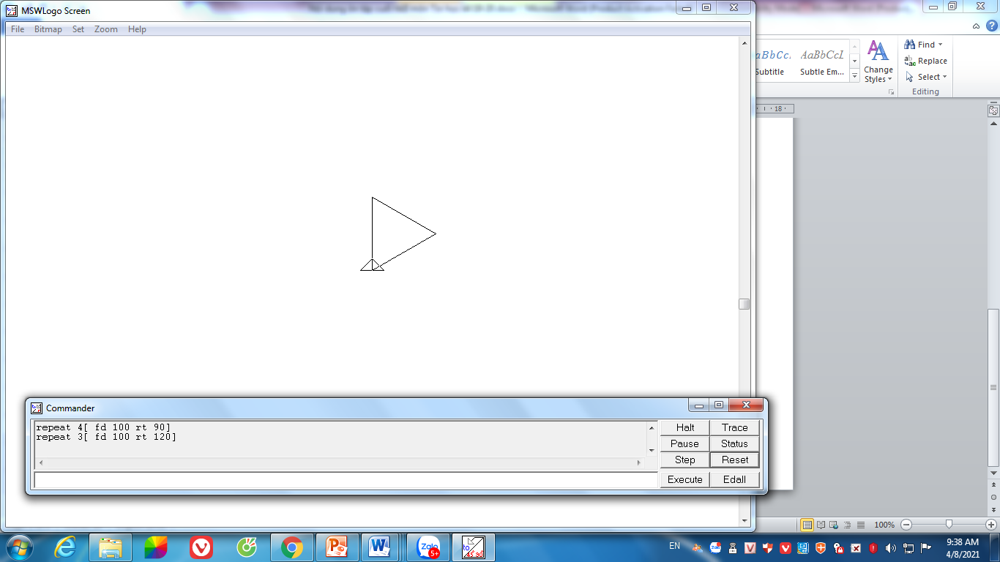 MSWLogo Screen
File Bitmap Set Zoom Help
Find
Replace
Select
Editing
AaBbCcI
Subtitle
Subtle Em...
Change
Styles
18
Commander
repeat 4[ fd 100 rt 90]
repeat 3[ fd 100 rt 120]
Halt Trace
Pause Status
Step Reset
Execute Edall
100%
Zalo
5+
EN
9:38 AM
4/8/2021